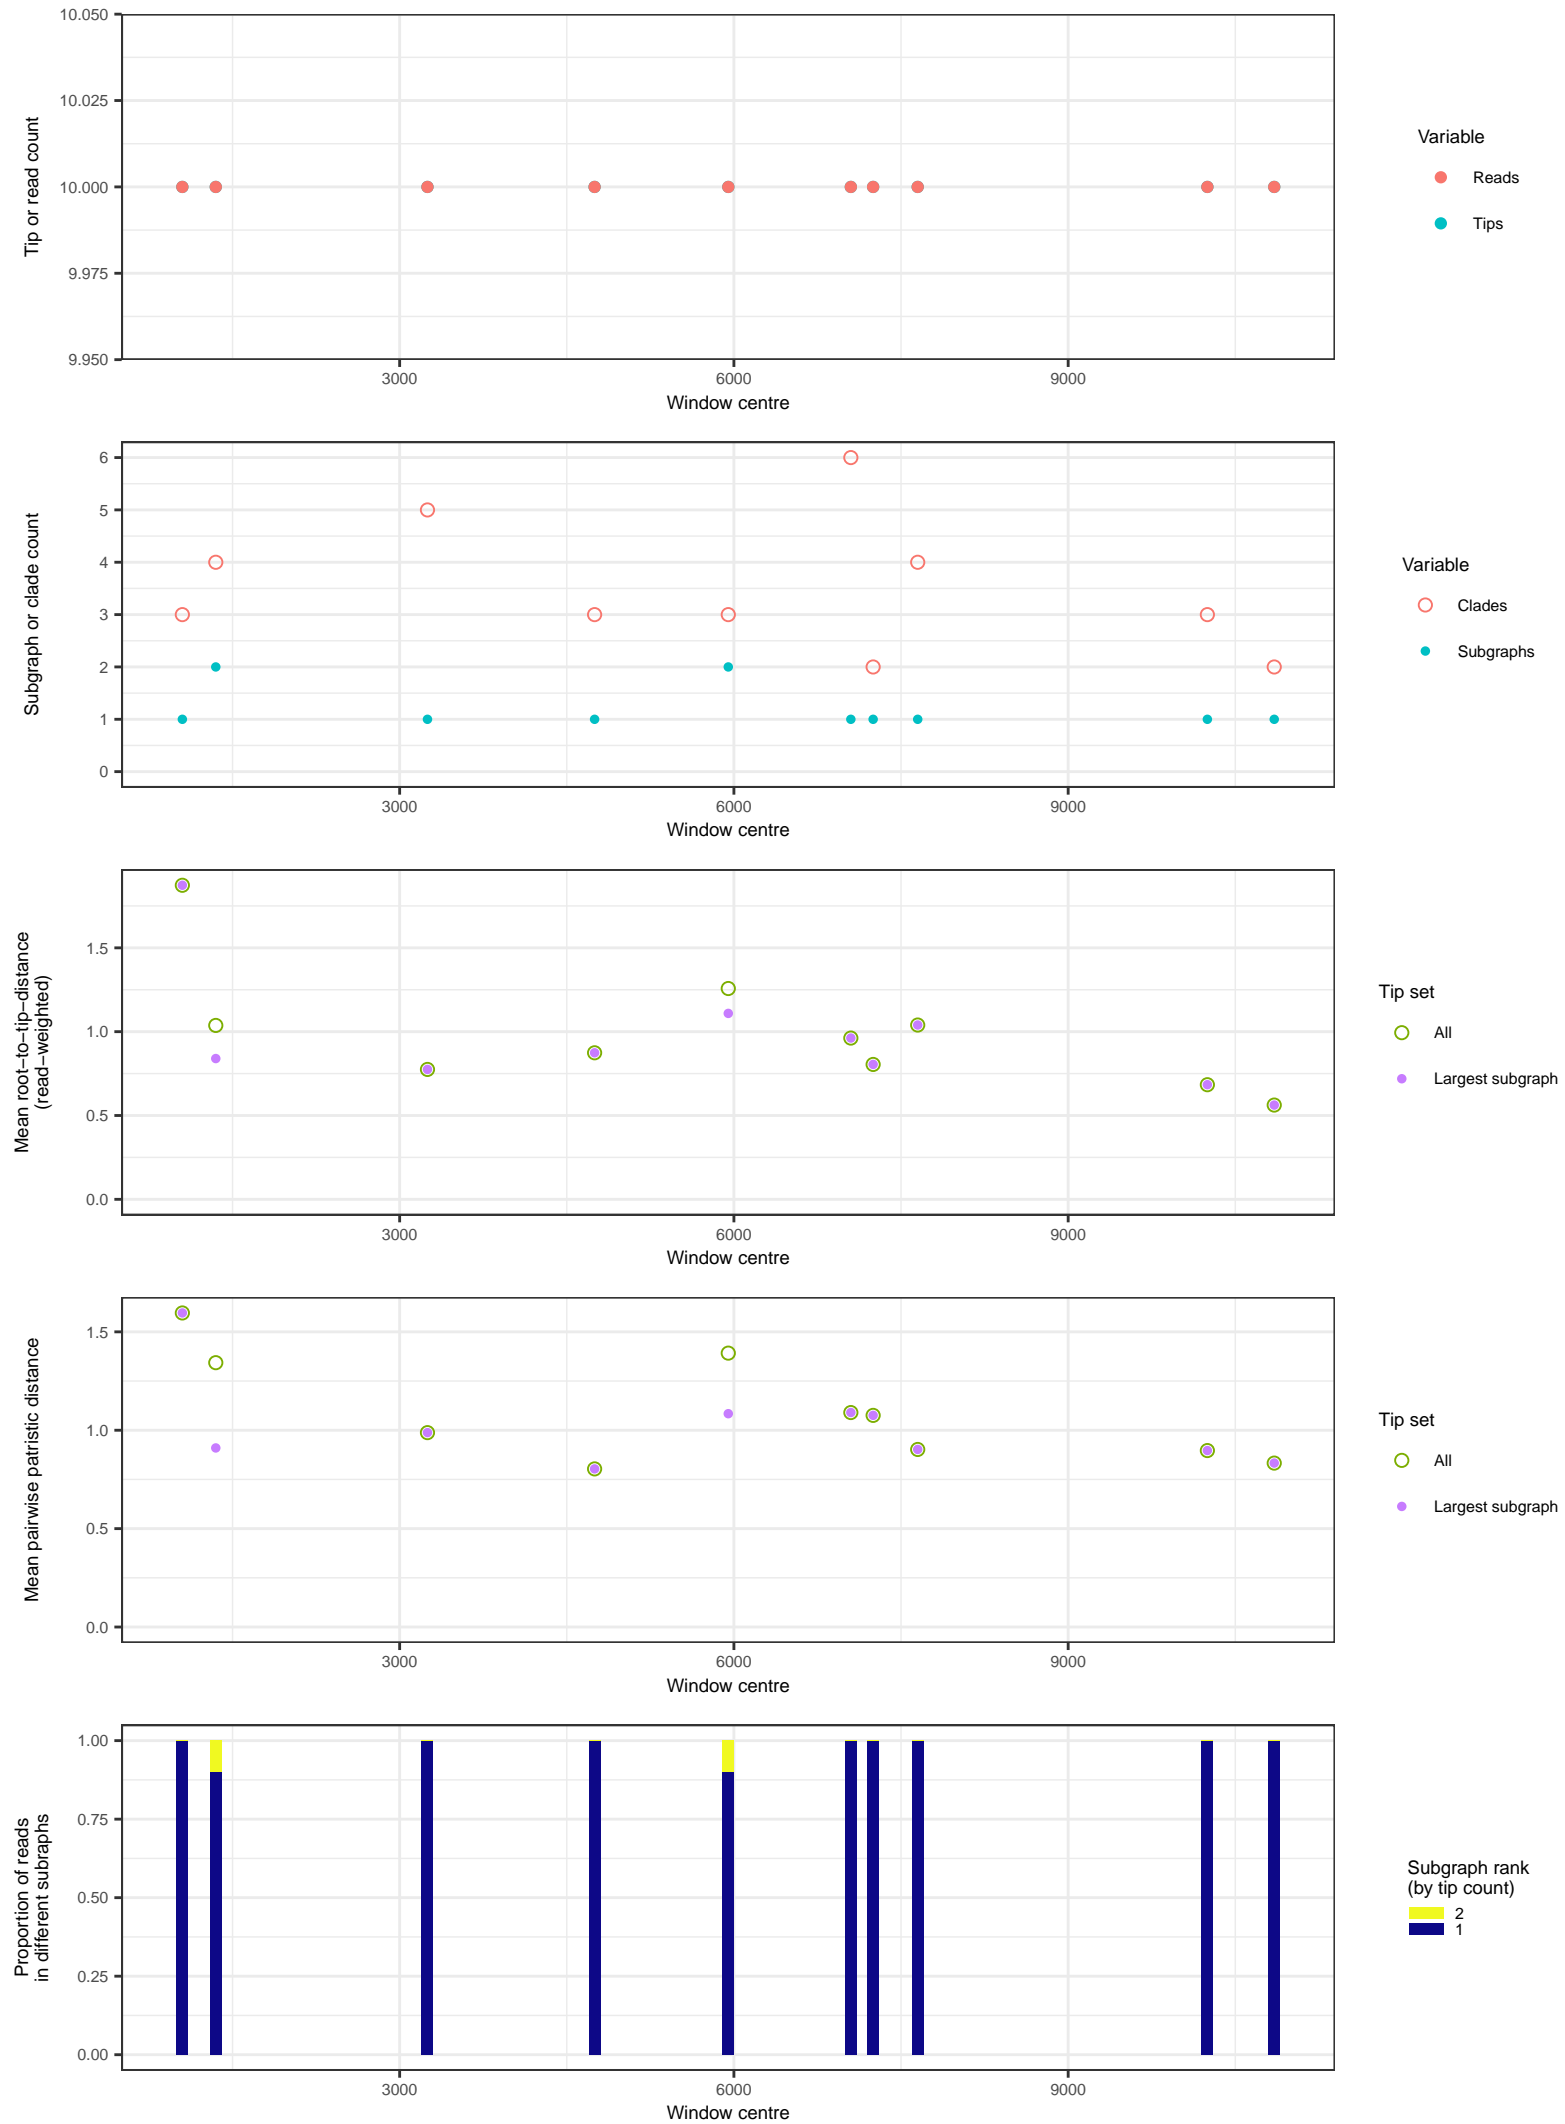 10.050
10.025
10.000
9.975
9.950
Tip or read count
3000
6000
9000
Window centre
Variable
Reads
Tips
6
5
4
3
2
1
0
Subgraph or clade count
3000
6000
9000
Window centre
Variable
Clades
Subgraphs
1.5
1.0
0.5
0.0
Mean root−to−tip−distance
(read−weighted)
3000
6000
9000
Window centre
Tip set
All
Largest subgraph
1.5
1.0
0.5
0.0
Mean pairwise patristic distance
3000
6000
9000
Window centre
Tip set
All
Largest subgraph
1.00
0.75
0.50
0.25
0.00
Proportion of reads
in different subraphs
3000
6000
9000
Window centre
Subgraph rank
(by tip count)
2
1